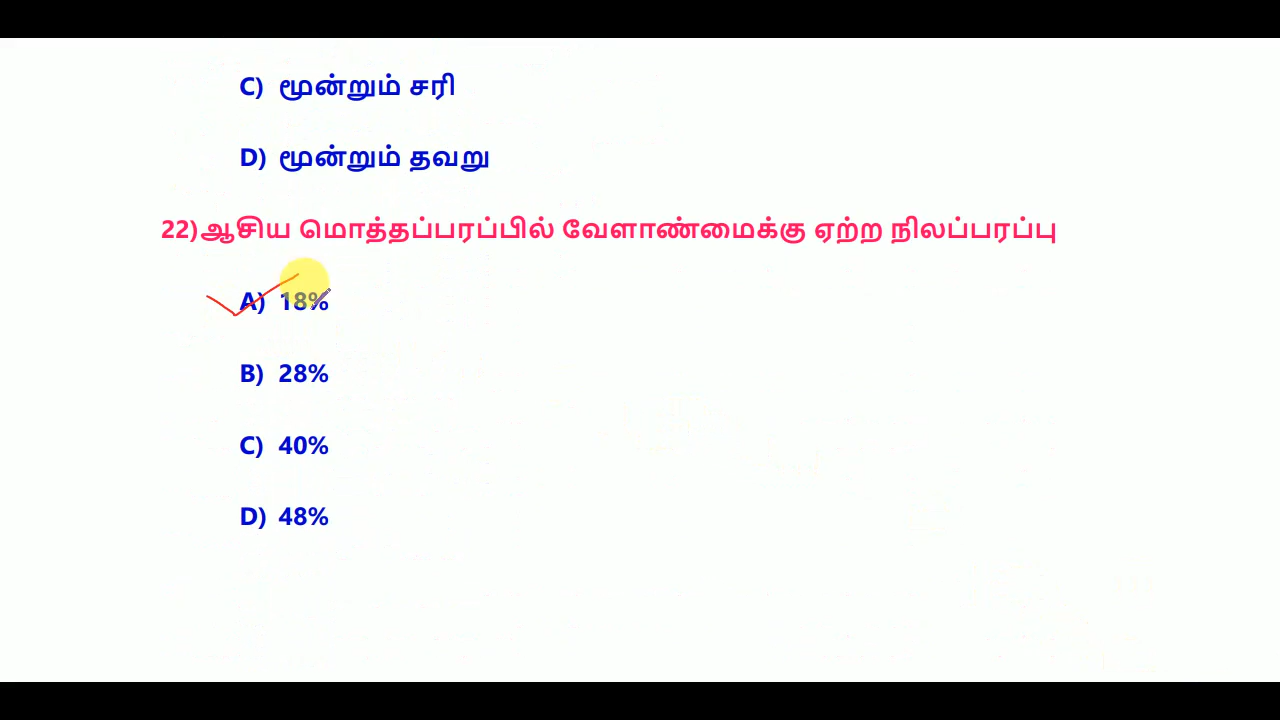 C) மூன்றும் சரி
D) மூன்றும் தவறு
22)ஆசிய மொத்தப்பரப்பில் வேளாண்மைக்கு ஏற்ற நிலப்பரப்பு
A) 18%
B) 28%
C) 40%
D) 48%